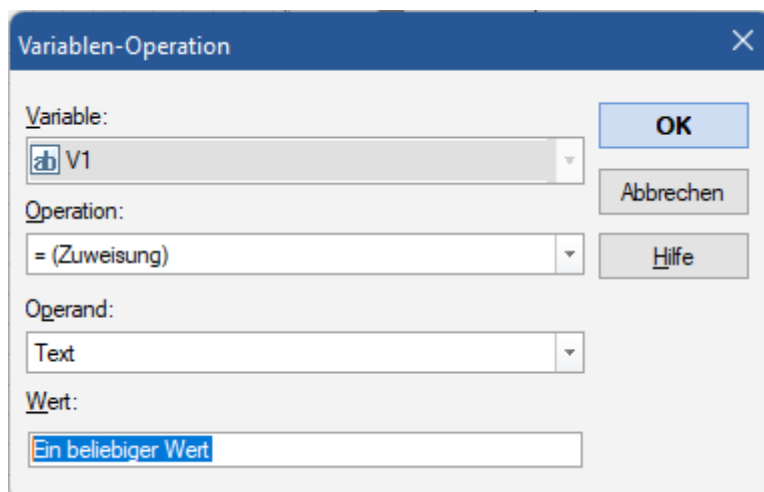 Variablen-Operation
Variable:
OK
ab V1
Abbrechen
Operation:
= (Zuweisung)
Hilfe
Operand:
Text
Wert:
Ein beliebiger Wert